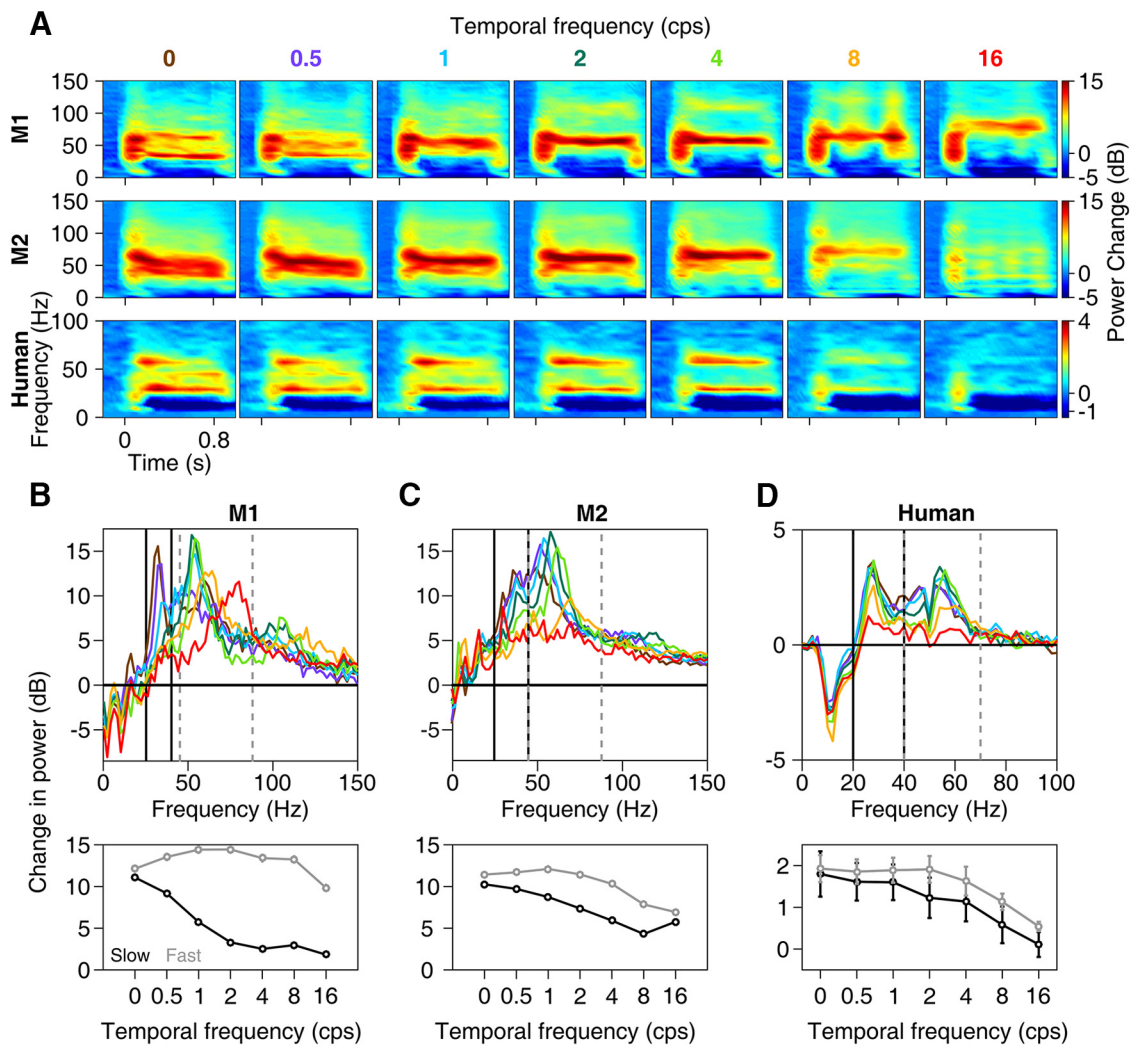 A
Temporal frequency (cps)
0 0.5 1 2 4 8 16
M1
150
100
50
0
15
0
-5
M2
150
100
50
0
15
0
-5
Power Change (dB)
Human
Frequency (Hz)
100
50
0
4
0
-1
0 0.8
Time (s)
B C D
M1 M2 Human
Change in power (dB)
15
10
5
0
-5
0 50 100 150
Frequency (Hz)
15
10
5
0
-5
0 50 100 150
Frequency (Hz)
5
0
-5
0 20 40 60 80 100
Frequency (Hz)
15
10
5
0
Slow Fast
0 0.5 1 2 4 8 16
Temporal frequency (cps)
15
10
5
0
0 0.5 1 2 4 8 16
Temporal frequency (cps)
2
1
0
0 0.5 1 2 4 8 16
Temporal frequency (cps)